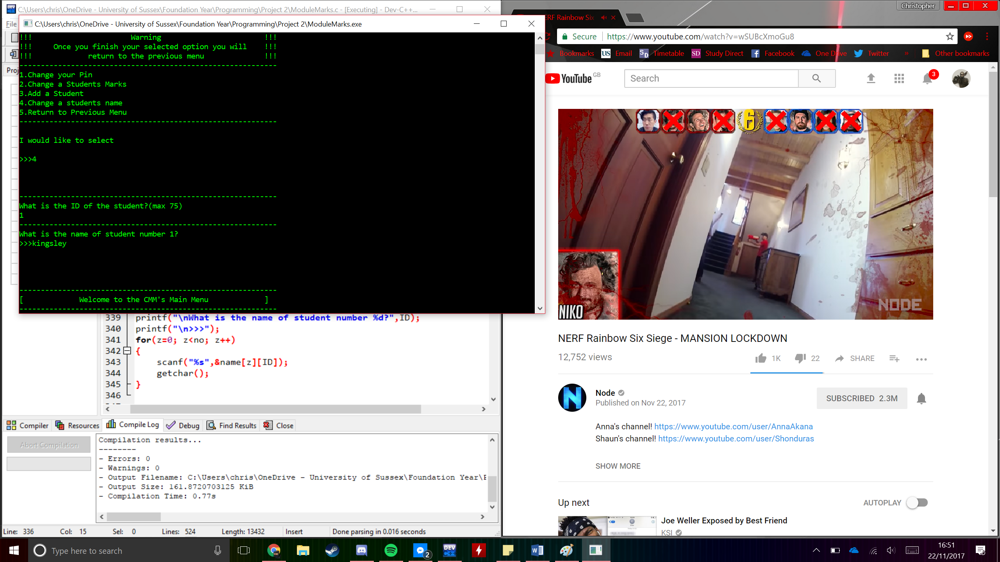 C:\Users\chris\OneDrive - University of Sussex\Foundation Year\Programming\Project 2\ModuleMarks.c - [Executing] - Dev-C++...
File
Proj
C:\Users\chris\OneDrive - University of Sussex\Foundation Year\Programming\Project 2\ModuleMarks.exe
!!! Warning !!!
!!! Once you finish your selected option you will !!!
!!! return to the previous menu !!!
------------------------------------------------------------
1.Change your Pin
2.Change a Students Marks
3.Add a Student
4.Change a students name
5.Return to Previous Menu
------------------------------------------------------------
I would like to select
>>>4
------------------------------------------------------------
What is the ID of the student?(max 75)
1
------------------------------------------------------------
What is the name of student number 1?
>>>kingsley
------------------------------------------------------------
[ Welcome to the CMM's Main Menu ]
------------------------------------------------------------
339 printf("\nWhat is the name of student number %d?",ID);
340 printf("\n>>>");
341 for(z=0; z<no; z++)
342 {
343 scanf("%s",&name[z][ID]);
344 getchar();
345 }
346
Compiler Resources Compile Log Debug Find Results Close
Abort Compilation
Compilation results...
--------
- Errors: 0
- Warnings: 0
- Output Filename: C:\Users\chris\OneDrive - University of Sussex\Foundation Year\
- Output Size: 161.8720703125 KiB
- Compilation Time: 0.77s
Line: 336 Col: 15 Sel: 0 Lines: 524 Length: 13432 Insert Done parsing in 0.016 seconds
Christopher
ERF Rainbow Six
Secure https://www.youtube.com/watch?v=wSUBcXmoGu8
Bookmarks US Email SD Timetable SD Study Direct Facebook One Drive Twitter » Other bookmarks
YouTube GB
Search
3
6
NIKO
NODE
NERF Rainbow Six Siege - MANSION LOCKDOWN
12,752 views
1K 22 SHARE
N
Node
Published on Nov 22, 2017
SUBSCRIBED 2.3M
Anna's channel! https://www.youtube.com/user/AnnaAkana
Shaun's channel! https://www.youtube.com/user/Shonduras
SHOW MORE
Up next
AUTOPLAY
Joe Weller Exposed by Best Friend
KSI
Type here to search
2
DEV C++
16:51
22/11/2017